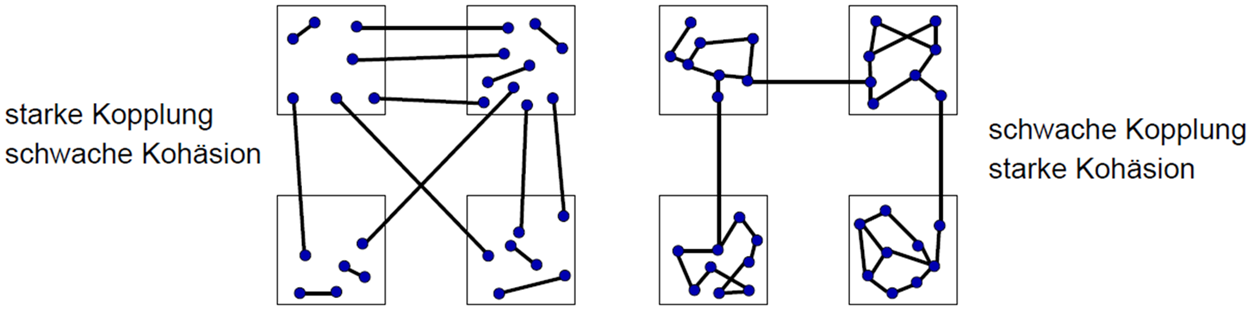 starke Kopplung
schwache Kohäsion
schwache Kopplung
starke Kohäsion